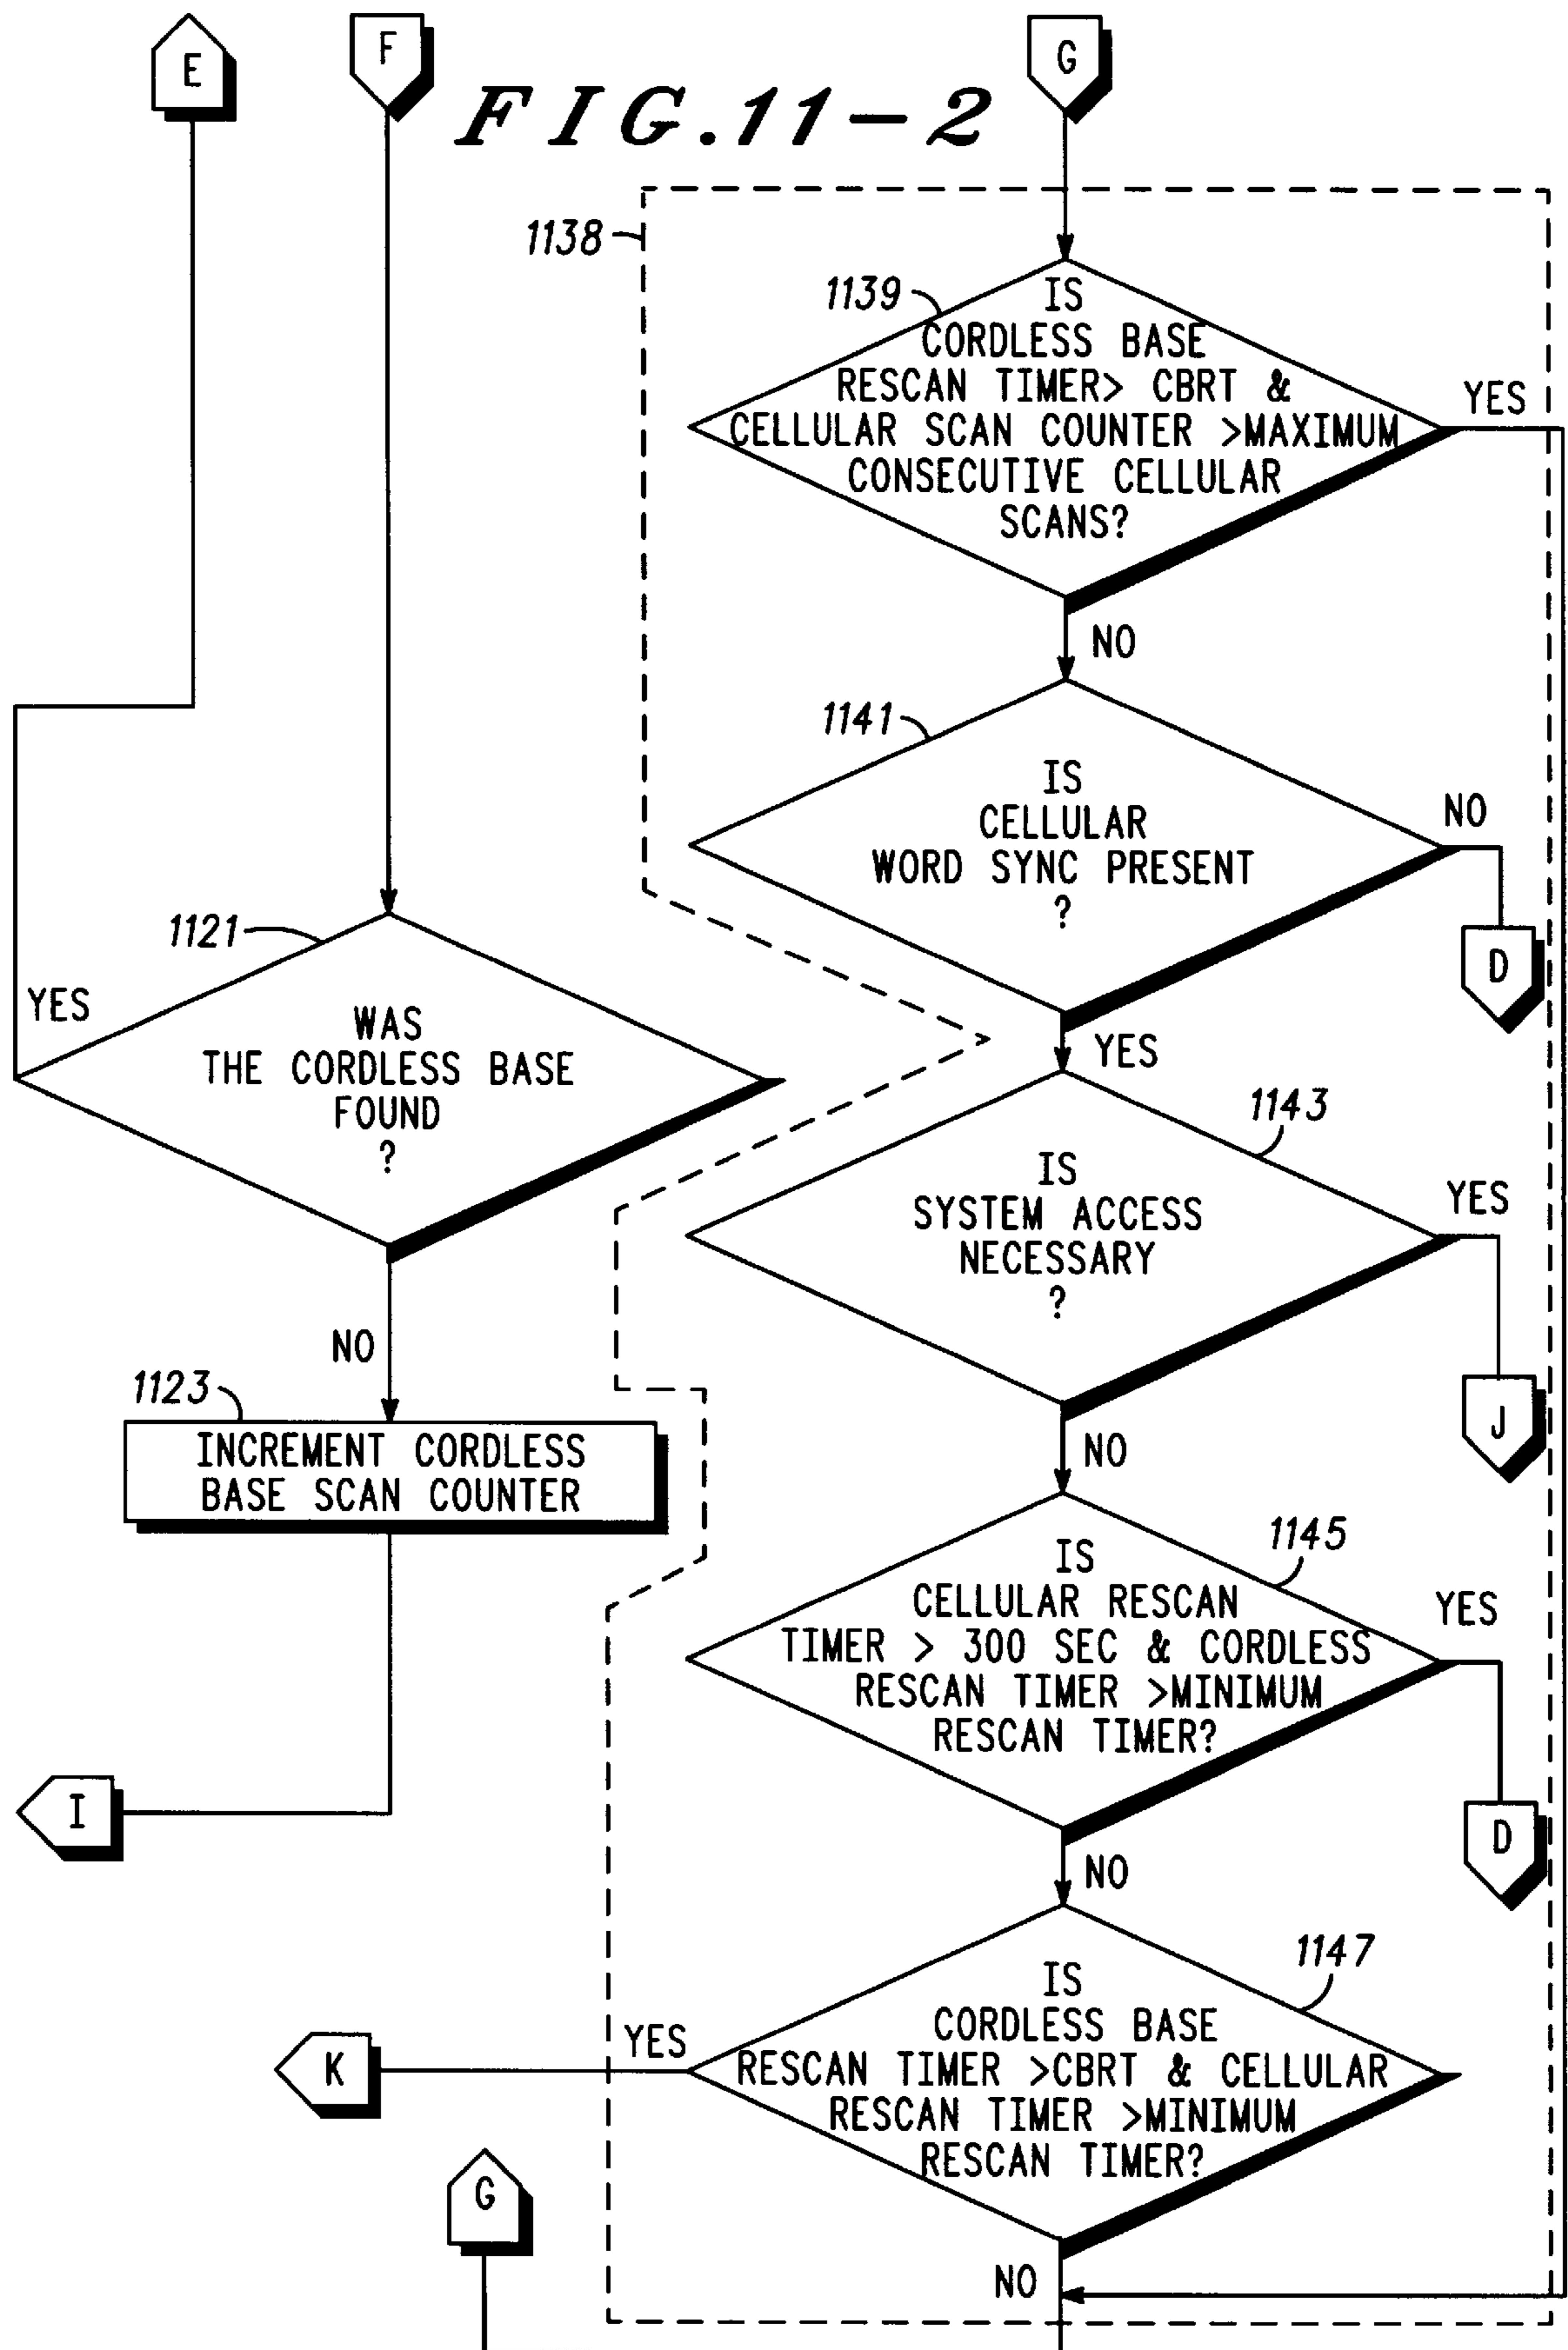 E
F
G
FIG.11-2
1138
1139
IS
CORDLESS BASE
RESCAN TIMER> CBRT &
CELLULAR SCAN COUNTER >MAXIMUM
CONSECUTIVE CELLULAR
SCANS?
YES
NO
1141
IS
CELLULAR
WORD SYNC PRESENT
?
NO
D
YES
1121
YES
WAS
THE CORDLESS BASE
FOUND
?
NO
1123
INCREMENT CORDLESS
BASE SCAN COUNTER
I
1143
IS
SYSTEM ACCESS
NECESSARY
?
YES
J
NO
1145
IS
CELLULAR RESCAN
TIMER > 300 SEC & CORDLESS
RESCAN TIMER >MINIMUM
RESCAN TIMER?
YES
D
NO
1147
IS
CORDLESS BASE
RESCAN TIMER >CBRT & CELLULAR
RESCAN TIMER >MINIMUM
RESCAN TIMER?
YES
K
G
NO